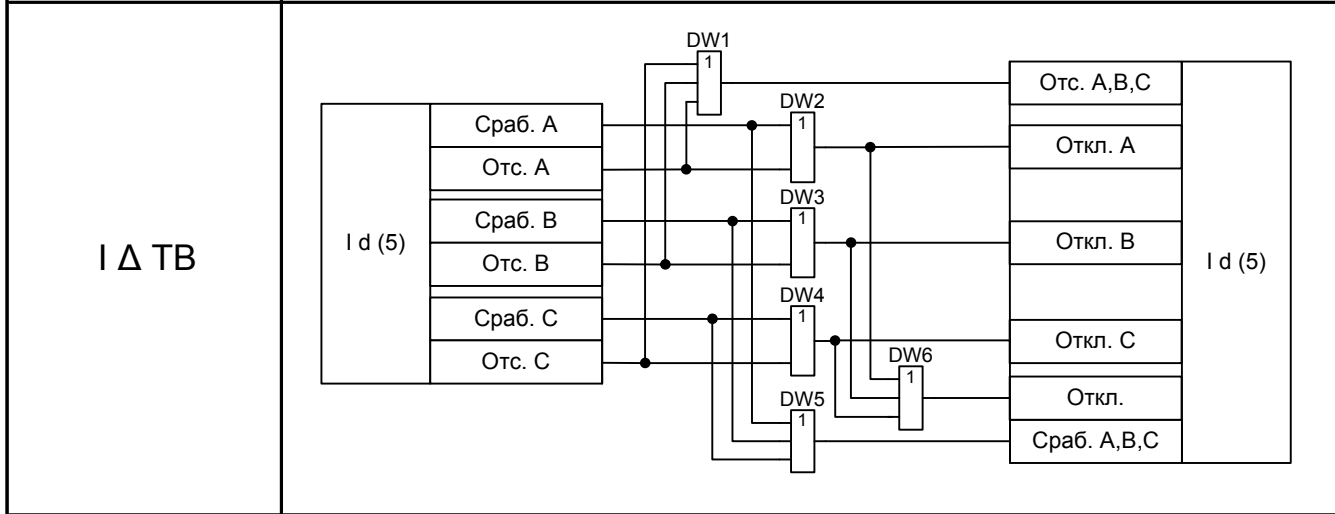 I Δ ТВ
DW1
1
DW2
1
DW3
1
DW4
1
DW5
1
DW6
1
I d (5)
Сраб. А
Отс. А
Сраб. В
Отс. В
Сраб. С
Отс. С
Отс. А,В,С
Откл. А
Откл. В
Откл. С
Откл.
Сраб. А,В,С
I d (5)